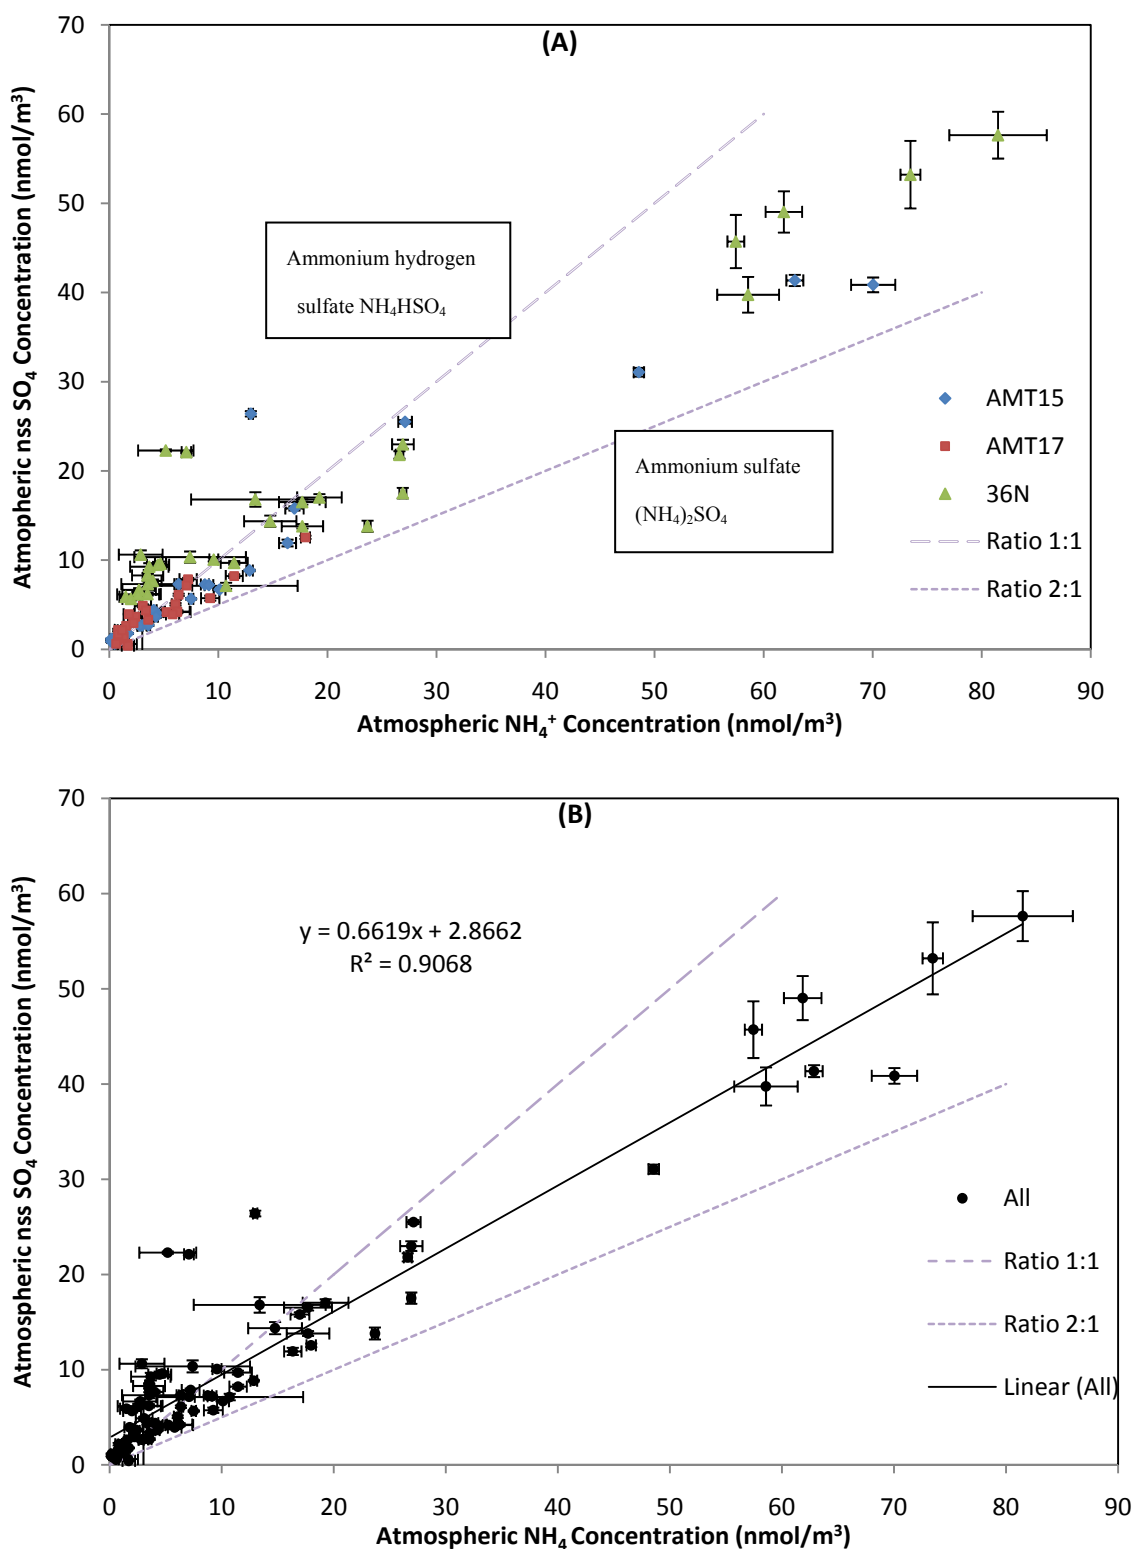 (A)
Atmopheric nss SO₄ Concentration (nmol/m³)
70
60
50
40
30
20
10
0
Ammonium hydrogen
sulfate NH₄HSO₄
Ammonium sulfate
(NH₄)₂SO₄
AMT15
AMT17
36N
Ratio 1:1
Ratio 2:1
0 10 20 30 40 50 60 70 80 90
Atmospheric NH₄⁺ Concentration (nmol/m³)
(B)
Atmospheric nss SO₄ Concentration (nmol/m³)
70
60
50
40
30
20
10
0
y = 0.6619x + 2.8662
R² = 0.9068
All
Ratio 1:1
Ratio 2:1
Linear (All)
0 10 20 30 40 50 60 70 80 90
Atmospheric NH₄ Concentration (nmol/m³)